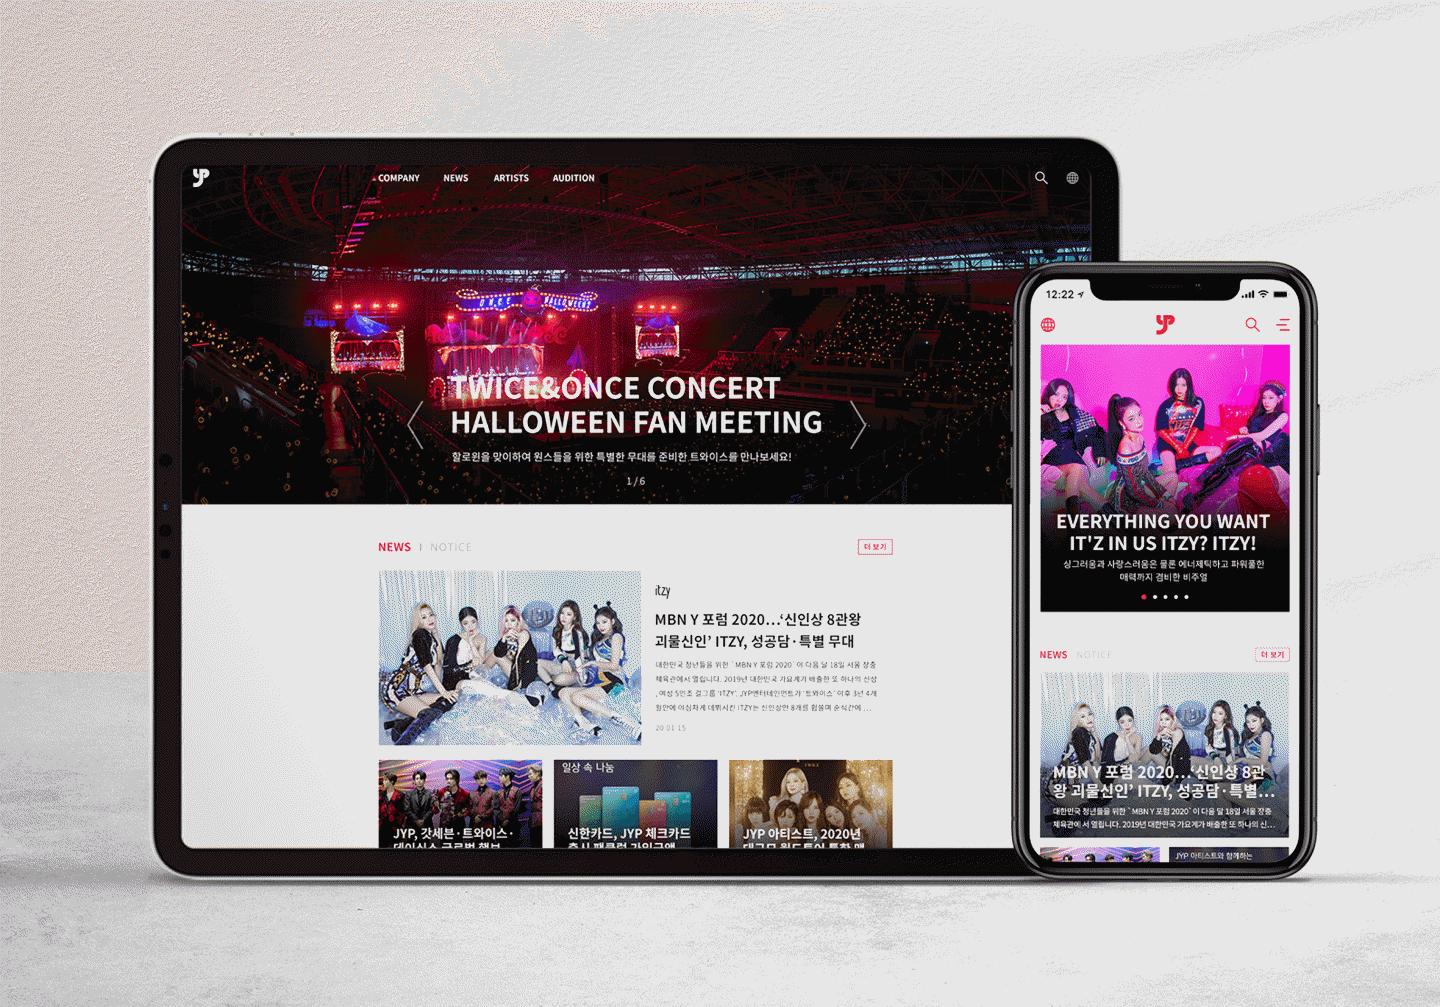 COMPANY NEWS ARTISTS AUDITION
TWICE&ONCE CONCERT
HALLOWEEN FAN MEETING
할로윈을 맞이하여 원스들을 위한 특별한 무대를 준비한 트와이스를 만나보세요!
1 / 6
NEWS | NOTICE
더 보기
itzy
MBN Y 포럼 2020...‘신인상 8관왕
괴물신인’ ITZY, 성공담·특별 무대
대한민국 청년들을 위한 `MBN Y 포럼 2020`이 다음 달 18일 서울 장충
체육관에서 열립니다. 2019년 대한민국 가요계가 배출한 또 하나의 신상
, 여성 5인조 걸그룹 ‘ITZY’. JYP엔터테인먼트가 ‘트와이스’ 이후 3년 4개
월만에 야심차게 데뷔시킨 ITZY는 신인상만 8개를 휩쓸며 순식간에 ...
20 01 15
JYP, 갓세븐·트와이스·
일상 속 나눔
신한카드, JYP 체크카드
JYP 아티스트, 2020년
12:22
EVERYTHING YOU WANT
IT'Z IN US ITZY? ITZY!
싱그러움과 사랑스러움은 물론 에너제틱하고 파워풀한
매력까지 겸비한 비주얼
NEWS NOTICE
더 보기
MBN Y 포럼 2020...‘신인상 8관
왕 괴물신인’ ITZY, 성공담·특별...
대한민국 청년들을 위한 `MBN Y 포럼 2020`이 다음 달 18일 서울 장충
체육관에서 열립니다. 2019년 대한민국 가요계가 배출한 또 하나의 신...
JYP 아티스트와 함께하는